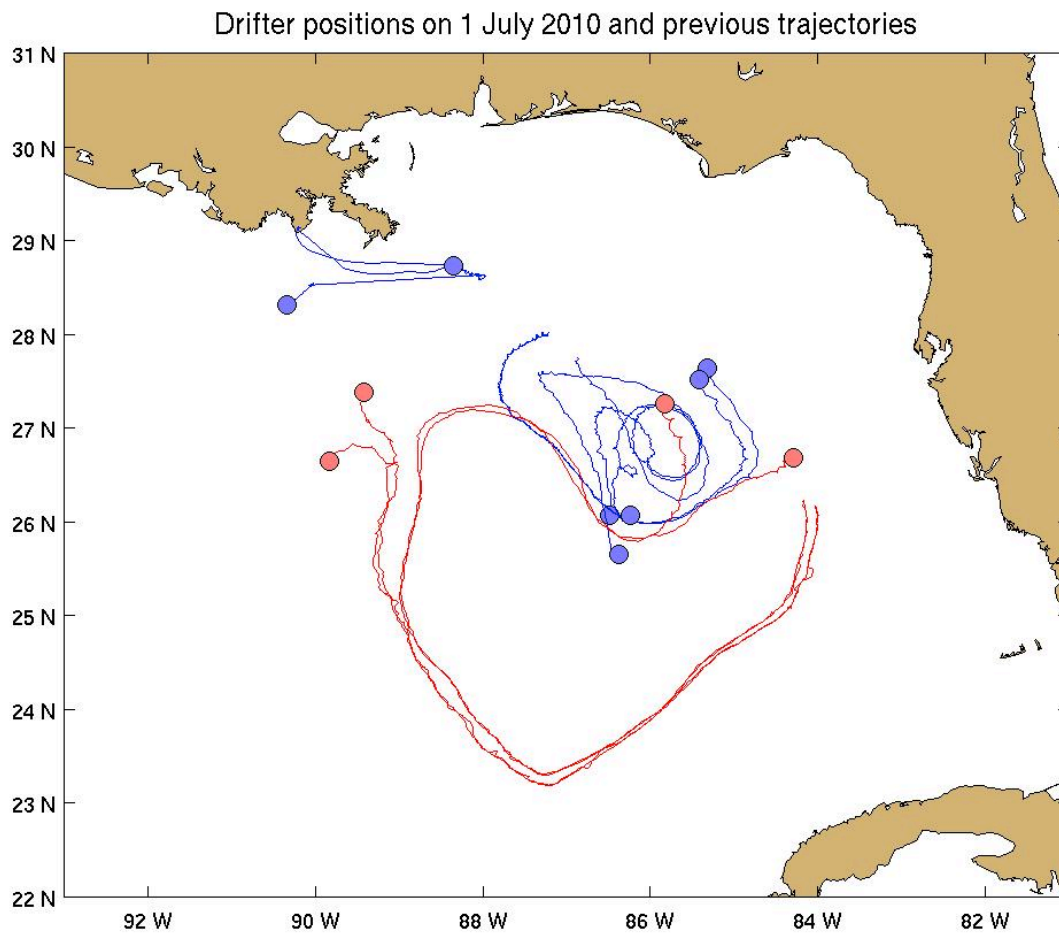 Drifter positions on 1 July 2010 and previous trajectories
31 N
30 N
29 N
28 N
27 N
26 N
25 N
24 N
23 N
22 N
92 W 90 W 88 W 86 W 84 W 82 W